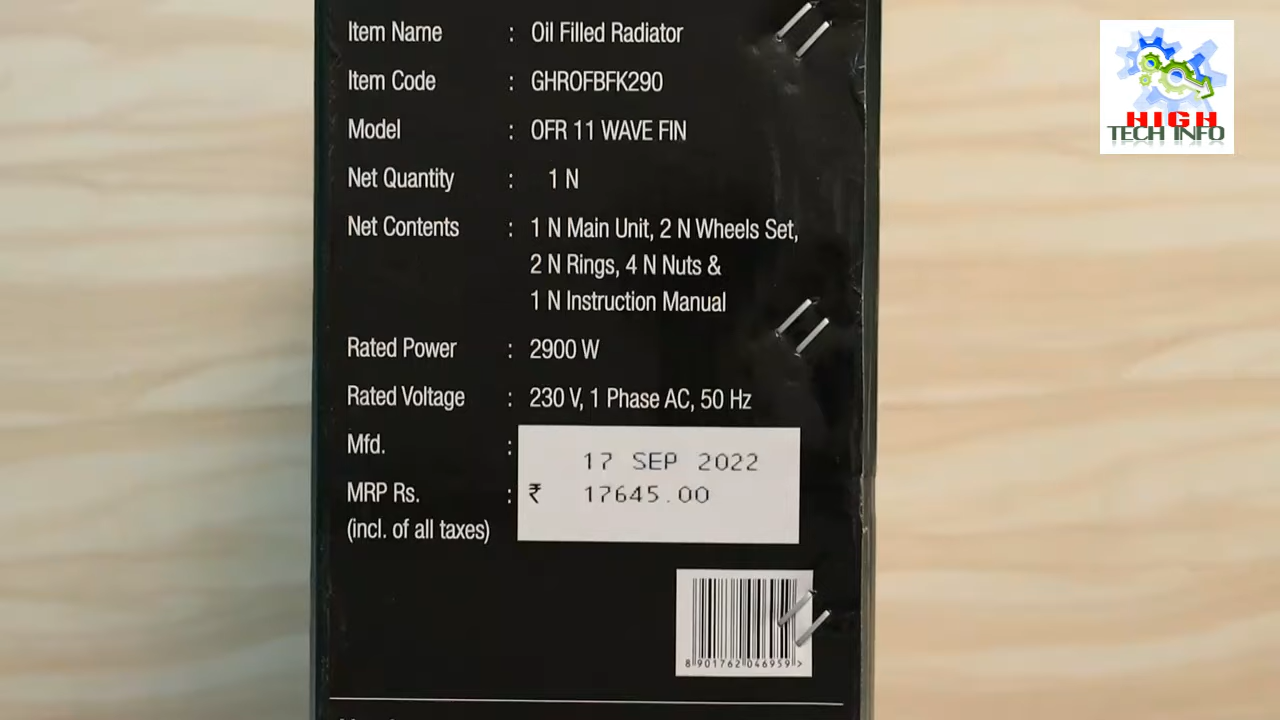 Item Name : Oil Filled Radiator
Item Code : GHROFBFK290
Model : OFR 11 WAVE FIN
Net Quantity : 1 N
Net Contents : 1 N Main Unit, 2 N Wheels Set,
2 N Rings, 4 N Nuts &
1 N Instruction Manual
Rated Power : 2900 W
Rated Voltage : 230 V, 1 Phase AC, 50 Hz
Mfd. : 17 SEP 2022
MRP Rs. : ₹ 17645.00
(incl. of all taxes)
8 901762 046959 >
HIGH
TECH INFO